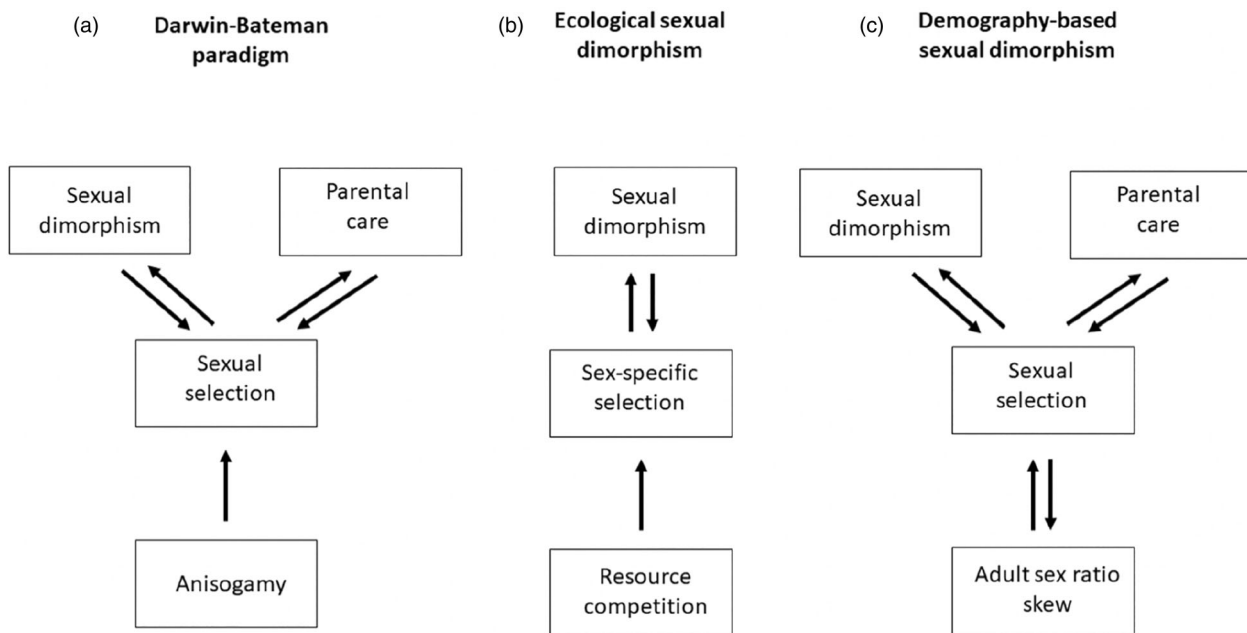 (a)
Darwin-Bateman
paradigm
Sexual
dimorphism
Parental
care
Sexual
selection
Anisogamy
(b)
Ecological sexual
dimorphism
Sexual
dimorphism
Sex-specific
selection
Resource
competition
(c)
Demography-based
sexual dimorphism
Sexual
dimorphism
Parental
care
Sexual
selection
Adult sex ratio
skew